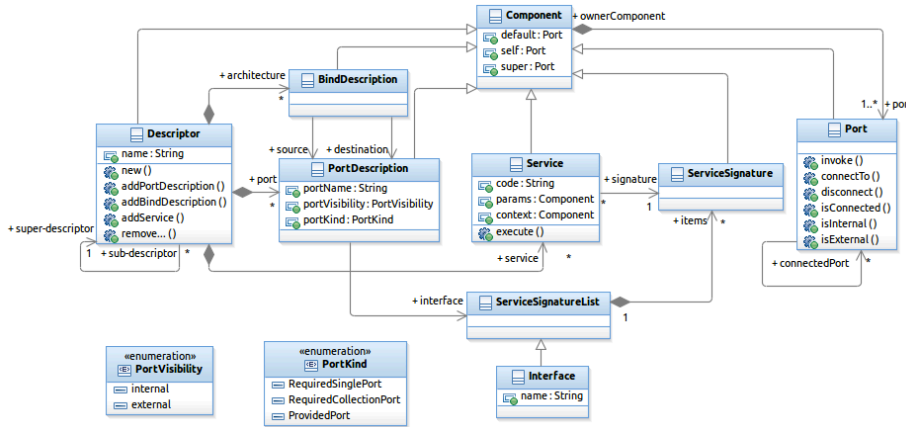 Component
+ ownerComponent
default : Port
self : Port
super : Port
+ architecture
BindDescription
*
1..*
+ por
Descriptor
name : String
new ()
addPortDescription ()
addBindDescription ()
addService ()
remove... ()
+ source
+ destination
+ port
*
PortDescription
portName : String
portVisibility : PortVisibility
portKind : PortKind
Service
code : String
params : Component
context : Component
execute ()
+ signature
*
1
ServiceSignature
Port
invoke ()
connectTo ()
disconnect ()
isConnected ()
isInternal ()
isExternal ()
+ super-descriptor
1
+ sub-descriptor
*
+ service
*
+ items
*
+ connectedPort
*
+ interface
ServiceSignatureList
1
«enumeration»
PortVisibility
internal
external
«enumeration»
PortKind
RequiredSinglePort
RequiredCollectionPort
ProvidedPort
Interface
name : String